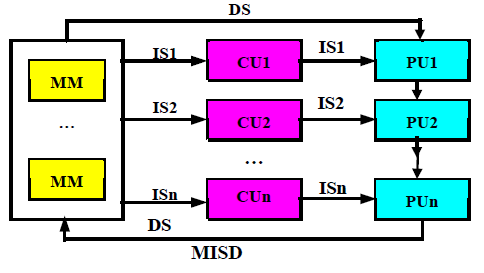 DS
IS1 CU1 IS1 PU1
MM
IS2 CU2 IS2 PU2
...
...
MM
ISn CUn ISn PUn
DS
MISD